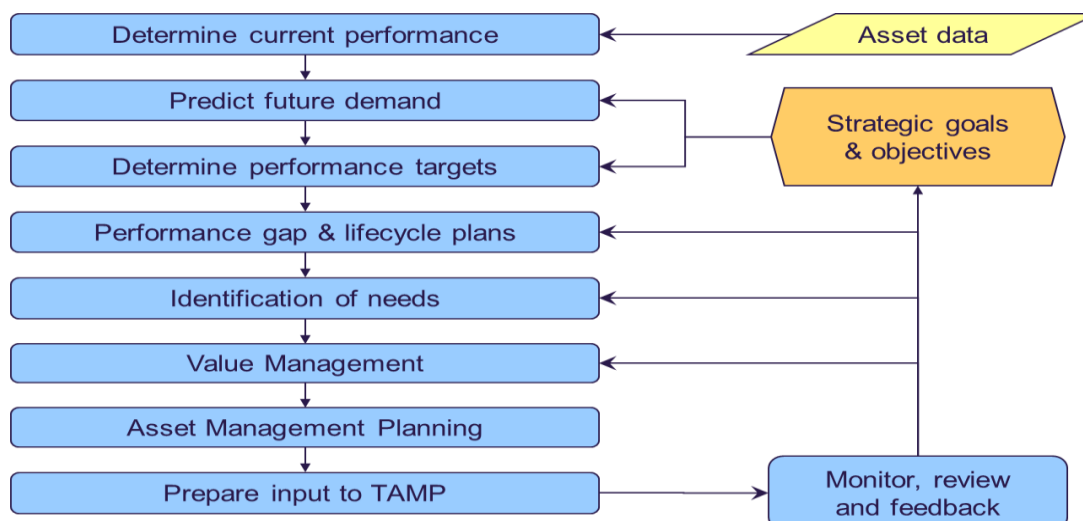 Determine current performance
Asset data
Predict future demand
Strategic goals
& objectives
Determine performance targets
Performance gap & lifecycle plans
Identification of needs
Value Management
Asset Management Planning
Prepare input to TAMP
Monitor, review
and feedback